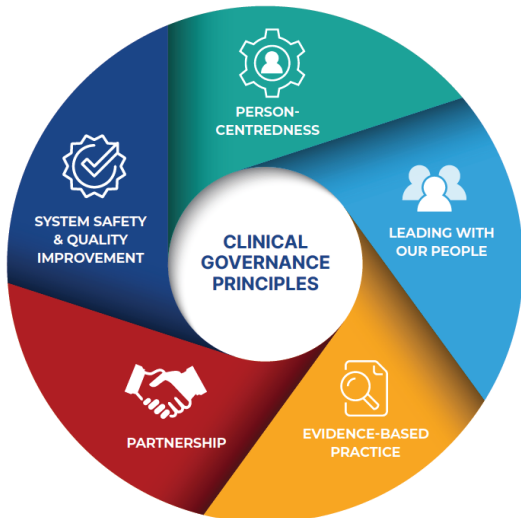 PERSON-
CENTREDNESS
LEADING WITH
OUR PEOPLE
EVIDENCE-BASED
PRACTICE
PARTNERSHIP
SYSTEM SAFETY
& QUALITY
IMPROVEMENT
CLINICAL
GOVERNANCE
PRINCIPLES